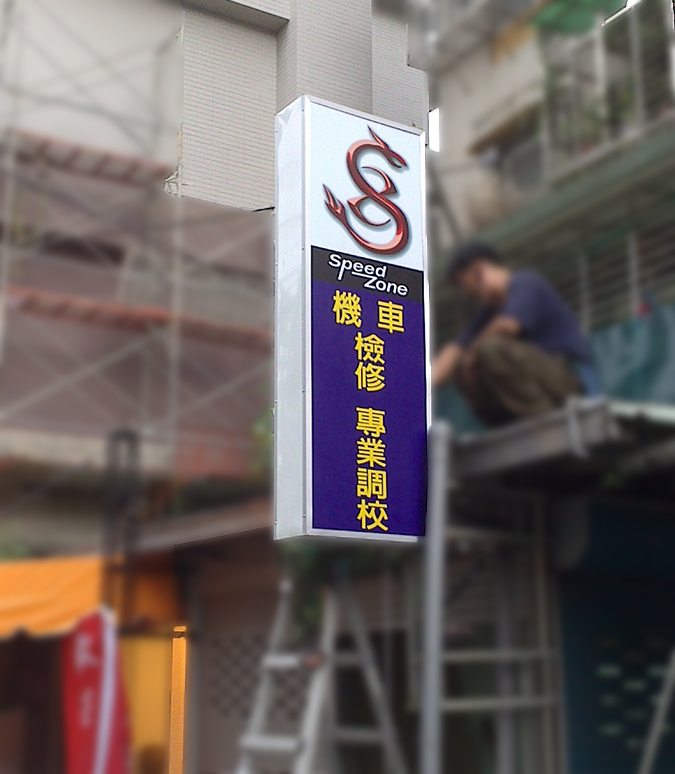 Speed
Zone
機車
檢修
專業調校